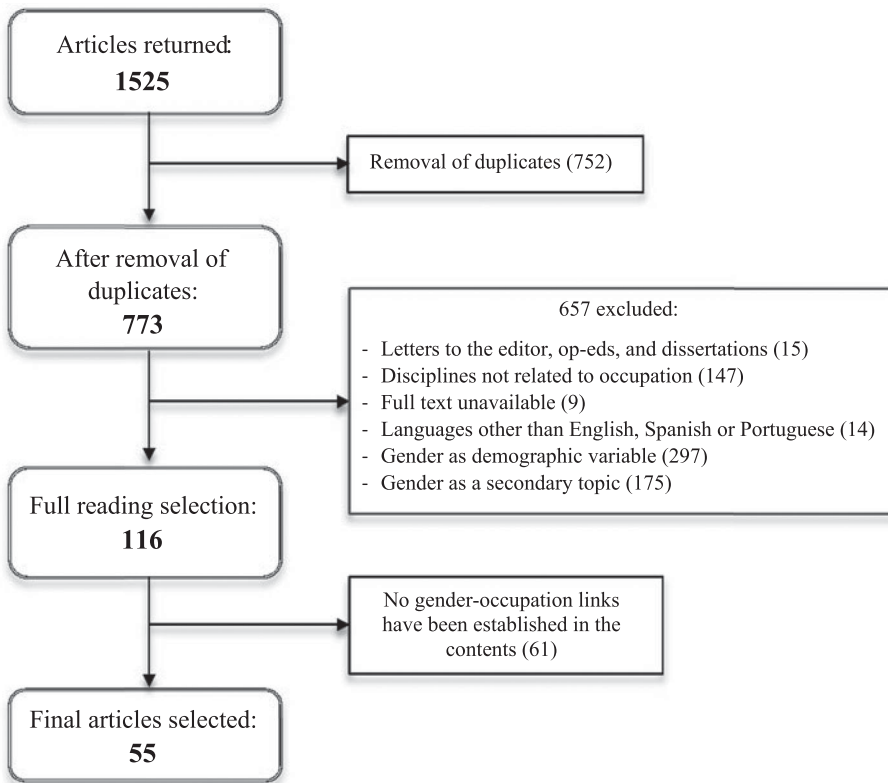 Articles returned:
1525
Removal of duplicates (752)
After removal of
duplicates:
773
657 excluded:
- Letters to the editor, op-eds, and dissertations (15)
- Disciplines not related to occupation (147)
- Full text unavailable (9)
- Languages other than English, Spanish or Portuguese (14)
- Gender as demographic variable (297)
- Gender as a secondary topic (175)
Full reading selection:
116
No gender-occupation links
have been established in the
contents (61)
Final articles selected:
55